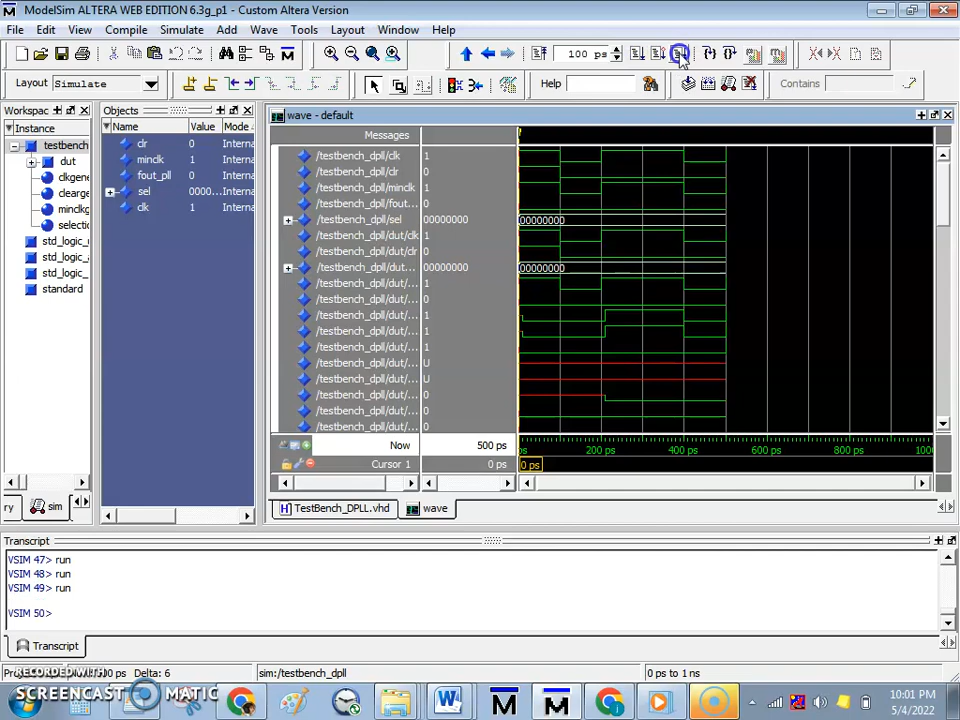 ModelSim ALTERA WEB EDITION 6.3g_p1 - Custom Altera Version
File Edit View Compile Simulate Add Wave Tools Layout Window Help
100 ps
Layout Simulate
Help
Contains
Workspac
Instance
testbench
dut
clkgene
clearge
minclkg
selectio
std_logic_
std_logic_a
std_logic_
standard
ry
sim
Objects
Name Value Mode
clr 0 Interna
minclk 1 Interna
fout_pll 0 Interna
sel 0000... Interna
clk 1 Interna
wave - default
Messages
/testbench_dpll/clk 1
/testbench_dpll/clr 0
/testbench_dpll/minclk 1
/testbench_dpll/fout... 0
/testbench_dpll/sel 00000000 00000000
/testbench_dpll/dut/clk 1
/testbench_dpll/dut/clr 0
/testbench_dpll/dut... 00000000 00000000
/testbench_dpll/dut/... 1
/testbench_dpll/dut/... 0
/testbench_dpll/dut/... 1
/testbench_dpll/dut/... 1
/testbench_dpll/dut/... 1
/testbench_dpll/dut/... U
/testbench_dpll/dut/... U
/testbench_dpll/dut/... 0
/testbench_dpll/dut/... 0
/testbench_dpll/dut/... 0
Now 500 ps
ps 200 ps 400 ps 600 ps 800 ps 1000
Cursor 1 0 ps 0 ps
TestBench_DPLL.vhd wave
Transcript
VSIM 47> run
VSIM 48> run
VSIM 49> run
VSIM 50>
Transcript
Delta: 6 sim:/testbench_dpll 0 ps to 1 ns
RECORDED WITH
SCREENCAST MATIC
10:01 PM
5/4/2022